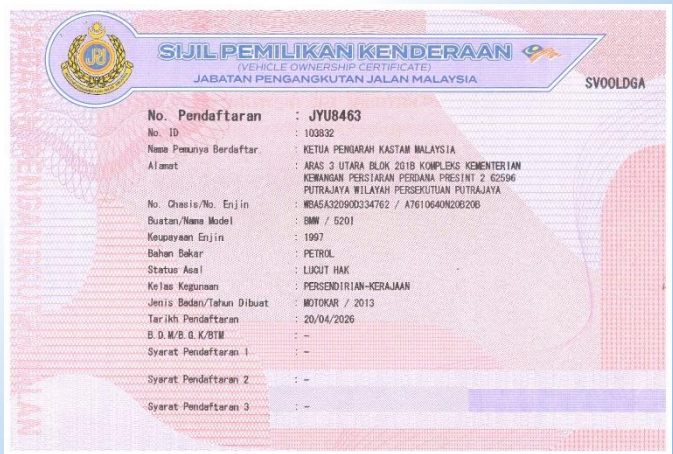 SIJIL PEMILIKAN KENDERAAN
(VEHICLE OWNERSHIP CERTIFICATE)
JABATAN PENGANGKUTAN JALAN MALAYSIA
SVOOLDGA
No. Pendaftaran : JYU8463
No. ID : 103832
Nama Pemunya Berdaftar. : KETUA PENGARAH KASTAM MALAYSIA
Alamat : ARAS 3 UTARA BLOK 2G1B KOMPLEKS KEMENTERIAN
KEWANGAN PERSIARAN PERDANA PRESINT 2 62596
PUTRAJAYA WILAYAH PERSEKUTUAN PUTRAJAYA
No. Chasis/No. Enjin : WBA5A32090D334762 / A7610640N20B20B
Buatan/Nama Model : BMW / 520I
Keupayaan Enjin : 1997
Bahan Bakar : PETROL
Status Asal : LUCUT HAK
Kelas Kegunaan : PERSENDIRIAN-KERAJAAN
Jenis Badan/Tahun Dibuat : MOTOKAR / 2013
Tarikh Pendaftaran : 20/04/2026
B.D.M/B.G.K/BTM : -
Syarat Pendaftaran 1 : -
Syarat Pendaftaran 2 : -
Syarat Pendaftaran 3 : -